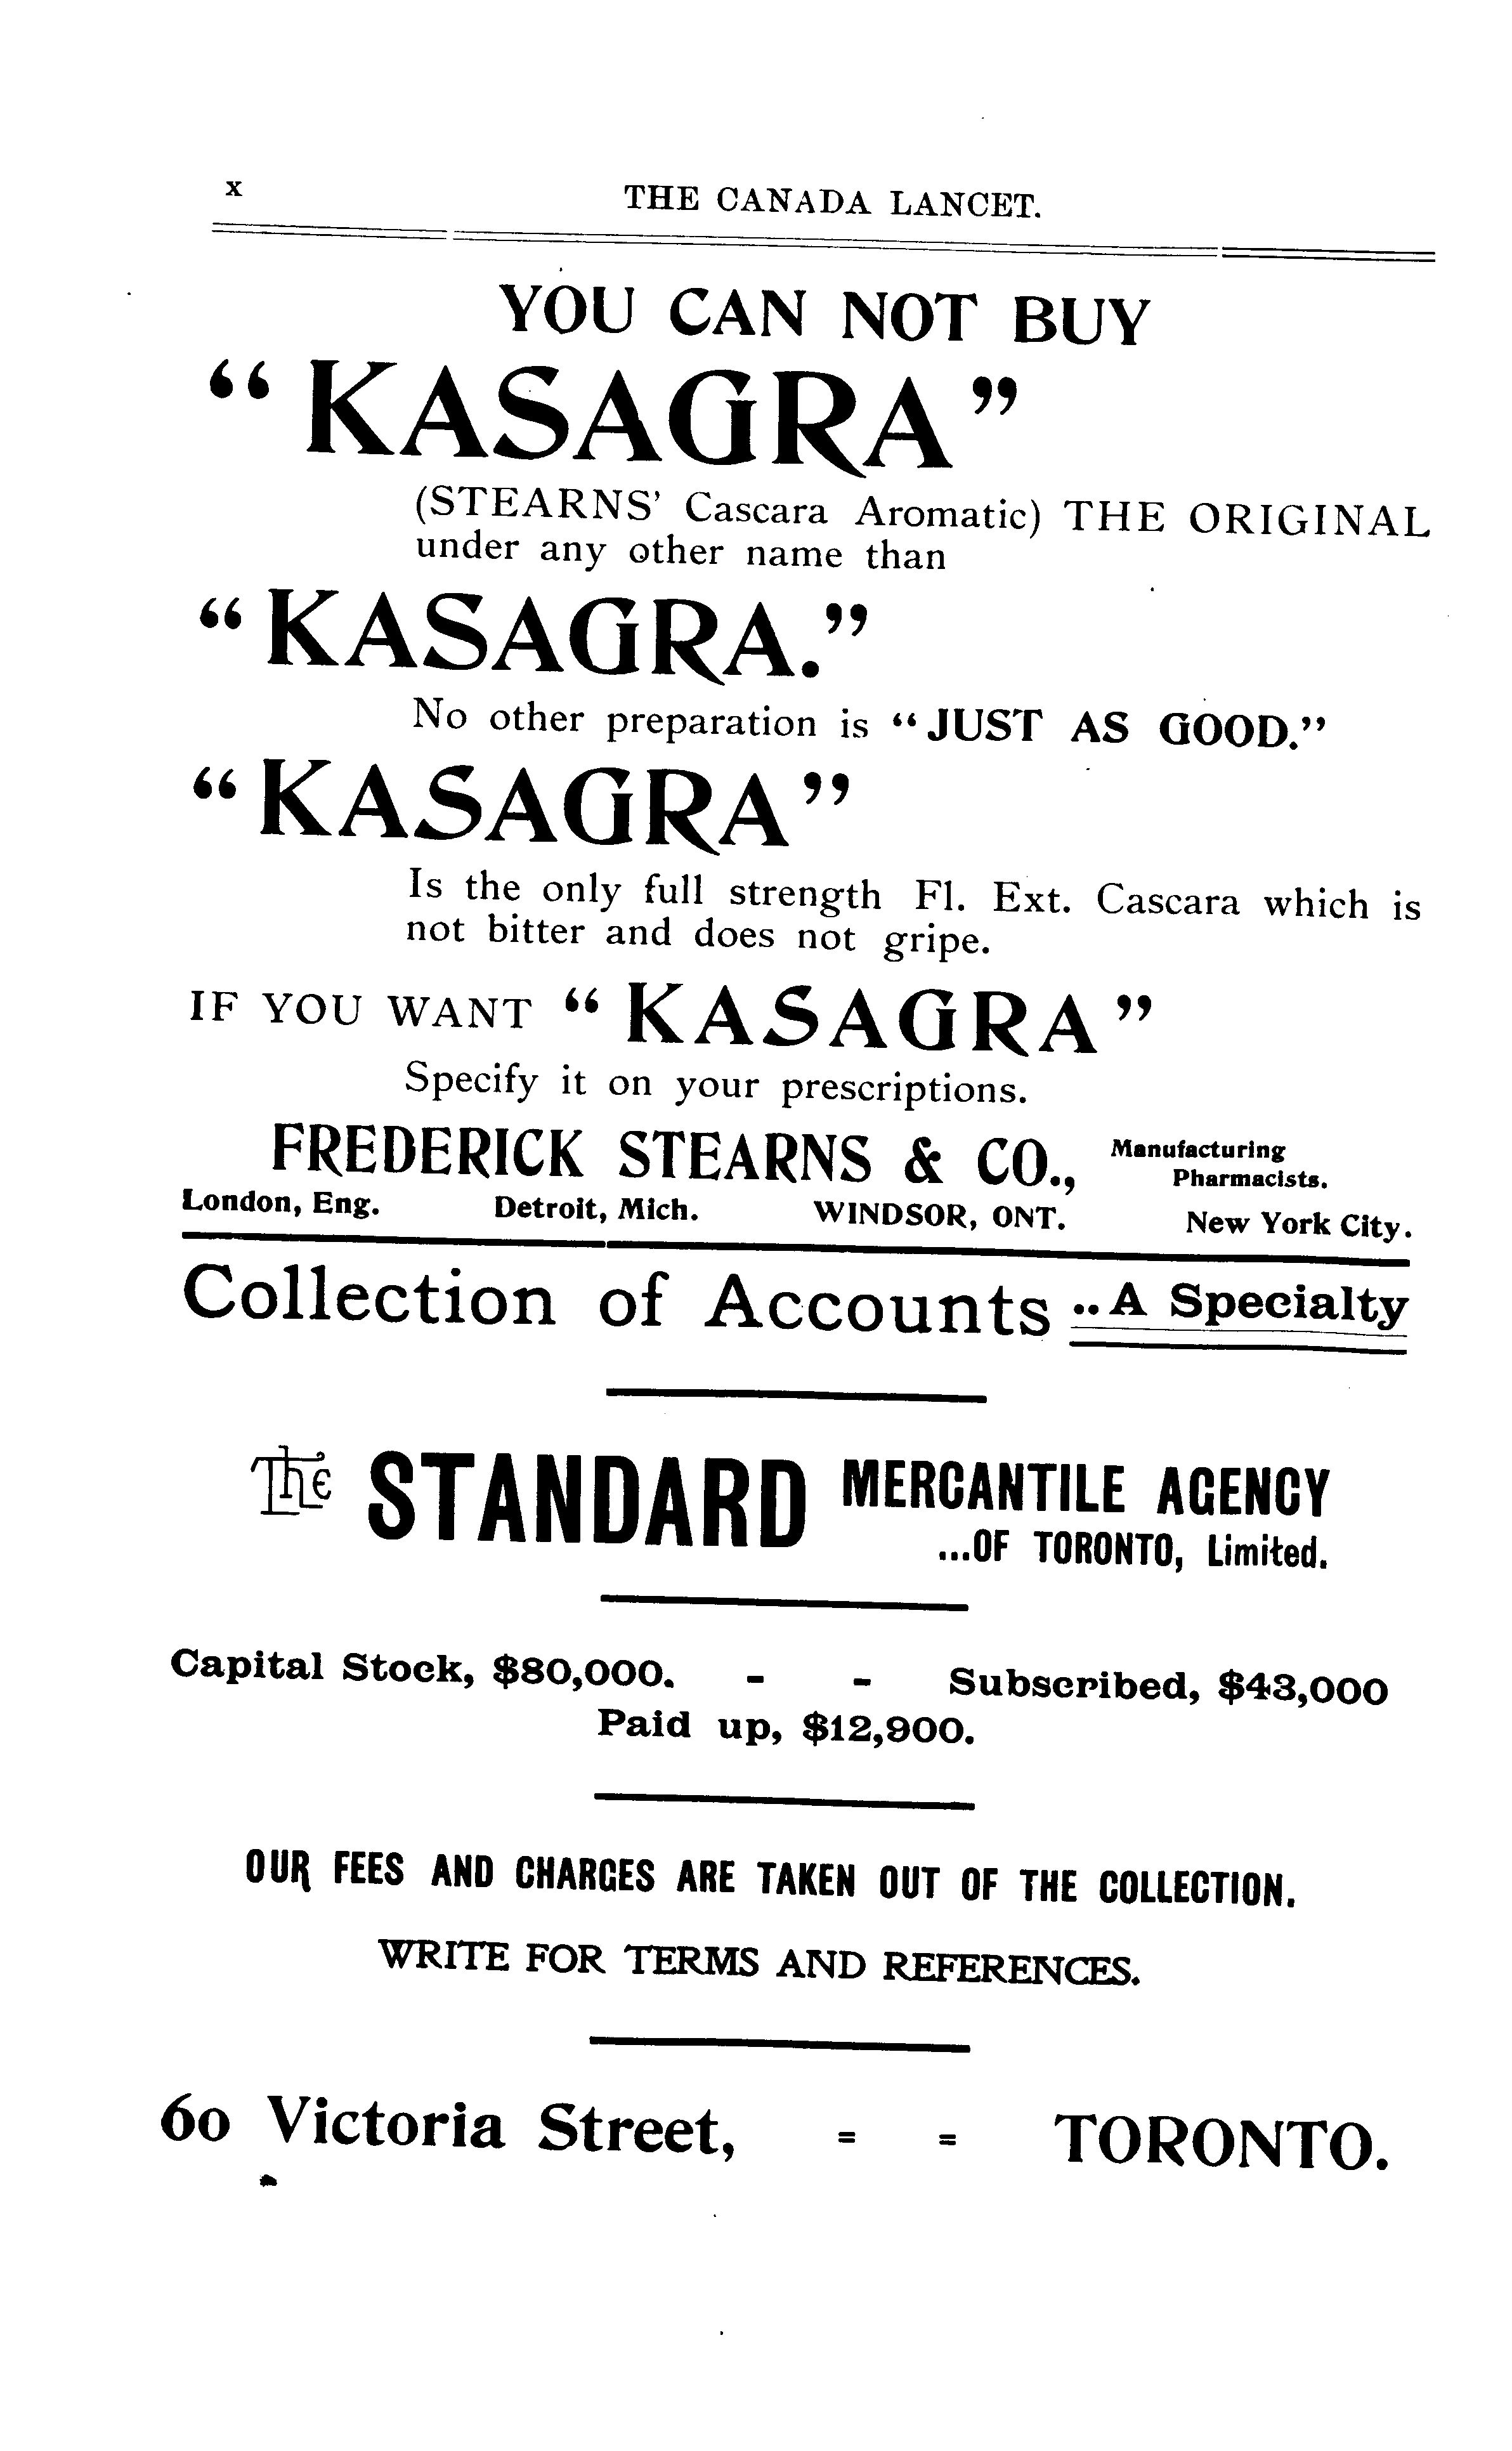 x
THE CANADA LANCET.
YOU CAN NOT BUY
“KASAGRA”
(STEARNS’ Cascara Aromatic) THE ORIGINAL
under any other name than
“KASAGRA.”
No other preparation is “JUST AS GOOD.”
“KASAGRA”
Is the only full strength Fl. Ext. Cascara which is
not bitter and does not gripe.
IF YOU WANT “KASAGRA”
Specify it on your prescriptions.
FREDERICK STEARNS & CO., Manufacturing
Pharmacists.
London, Eng. Detroit, Mich. WINDSOR, ONT. New York City.
Collection of Accounts ..A Specialty
The STANDARD MERCANTILE AGENCY
...OF TORONTO, Limited.
Capital Stock, $80,000. - - Subscribed, $43,000
Paid up, $12,900.
OUR FEES AND CHARGES ARE TAKEN OUT OF THE COLLECTION.
WRITE FOR TERMS AND REFERENCES.
60 Victoria Street, = = TORONTO.